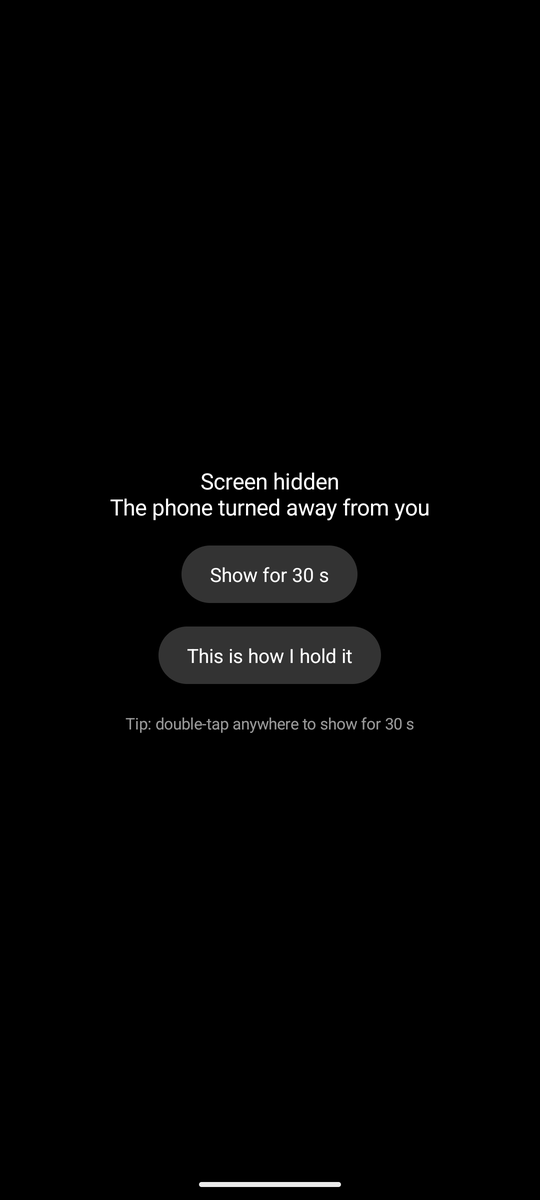 Screen hidden
The phone turned away from you
Show for 30 s
This is how I hold it
Tip: double-tap anywhere to show for 30 s